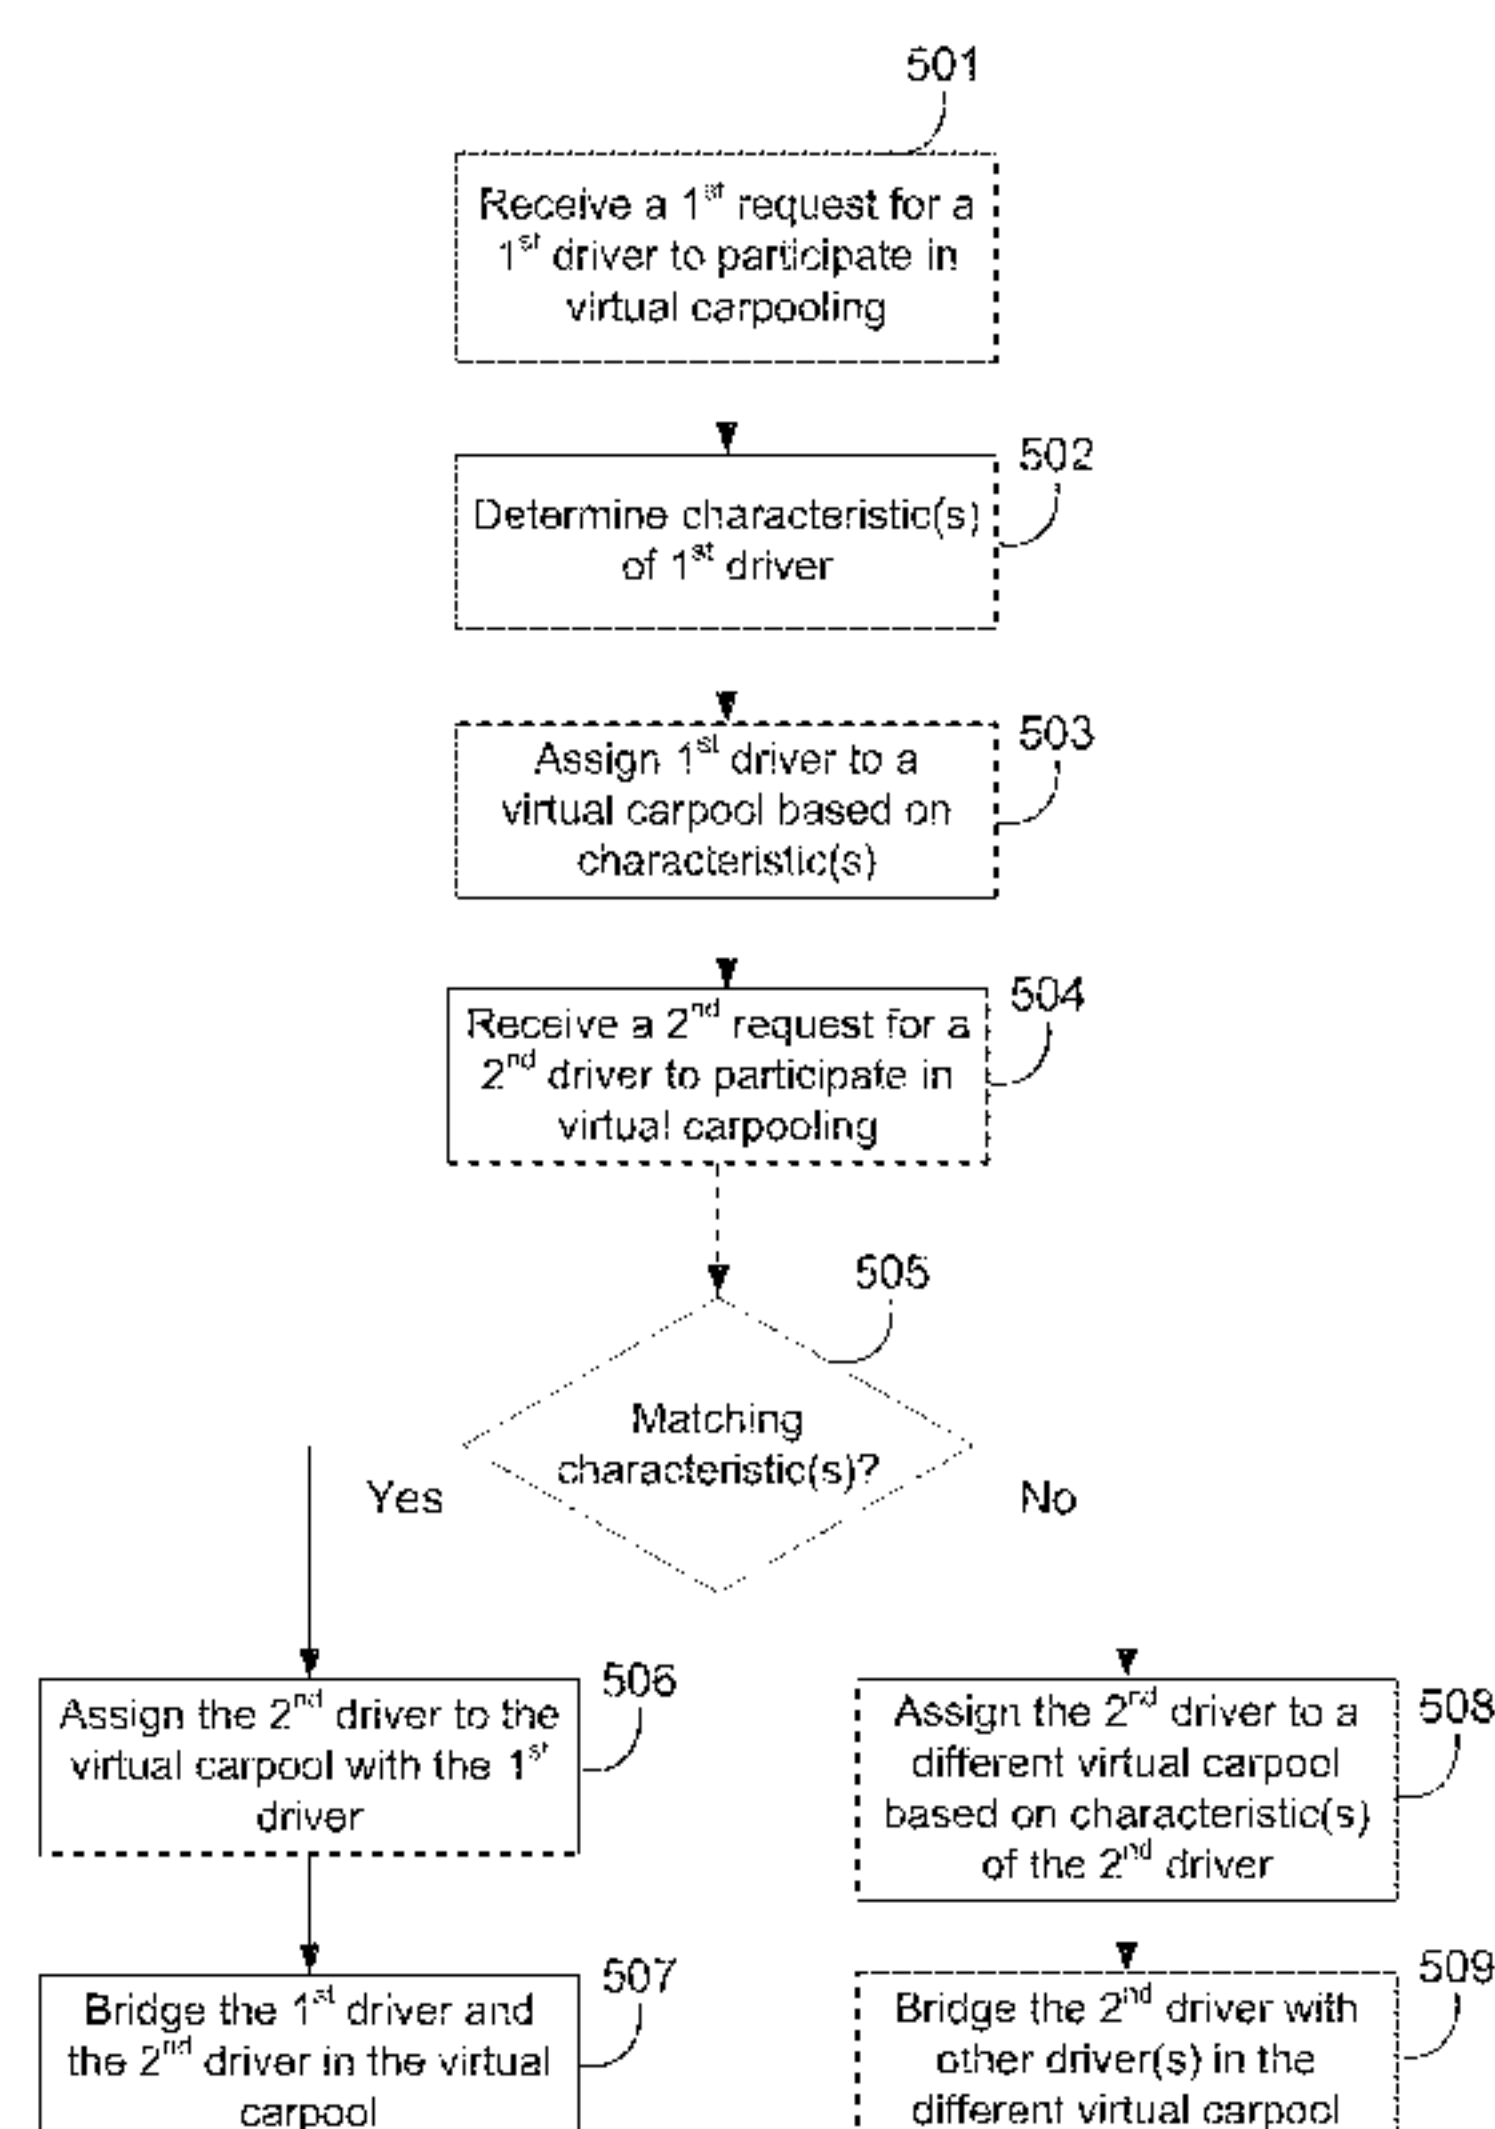 501
Receive a 1st request for a
1st driver to participate in
virtual carpooling
502
Determine characteristic(s)
of 1st driver
503
Assign 1st driver to a
virtual carpool based on
characteristic(s)
504
Receive a 2nd request for a
2nd driver to participate in
virtual carpooling
505
Matching
characteristic(s)?
Yes
No
506
Assign the 2nd driver to the
virtual carpool with the 1st
driver
508
Assign the 2nd driver to a
different virtual carpool
based on characteristic(s)
of the 2nd driver
507
Bridge the 1st driver and
the 2nd driver in the virtual
carpool
509
Bridge the 2nd driver with
other driver(s) in the
different virtual carpool